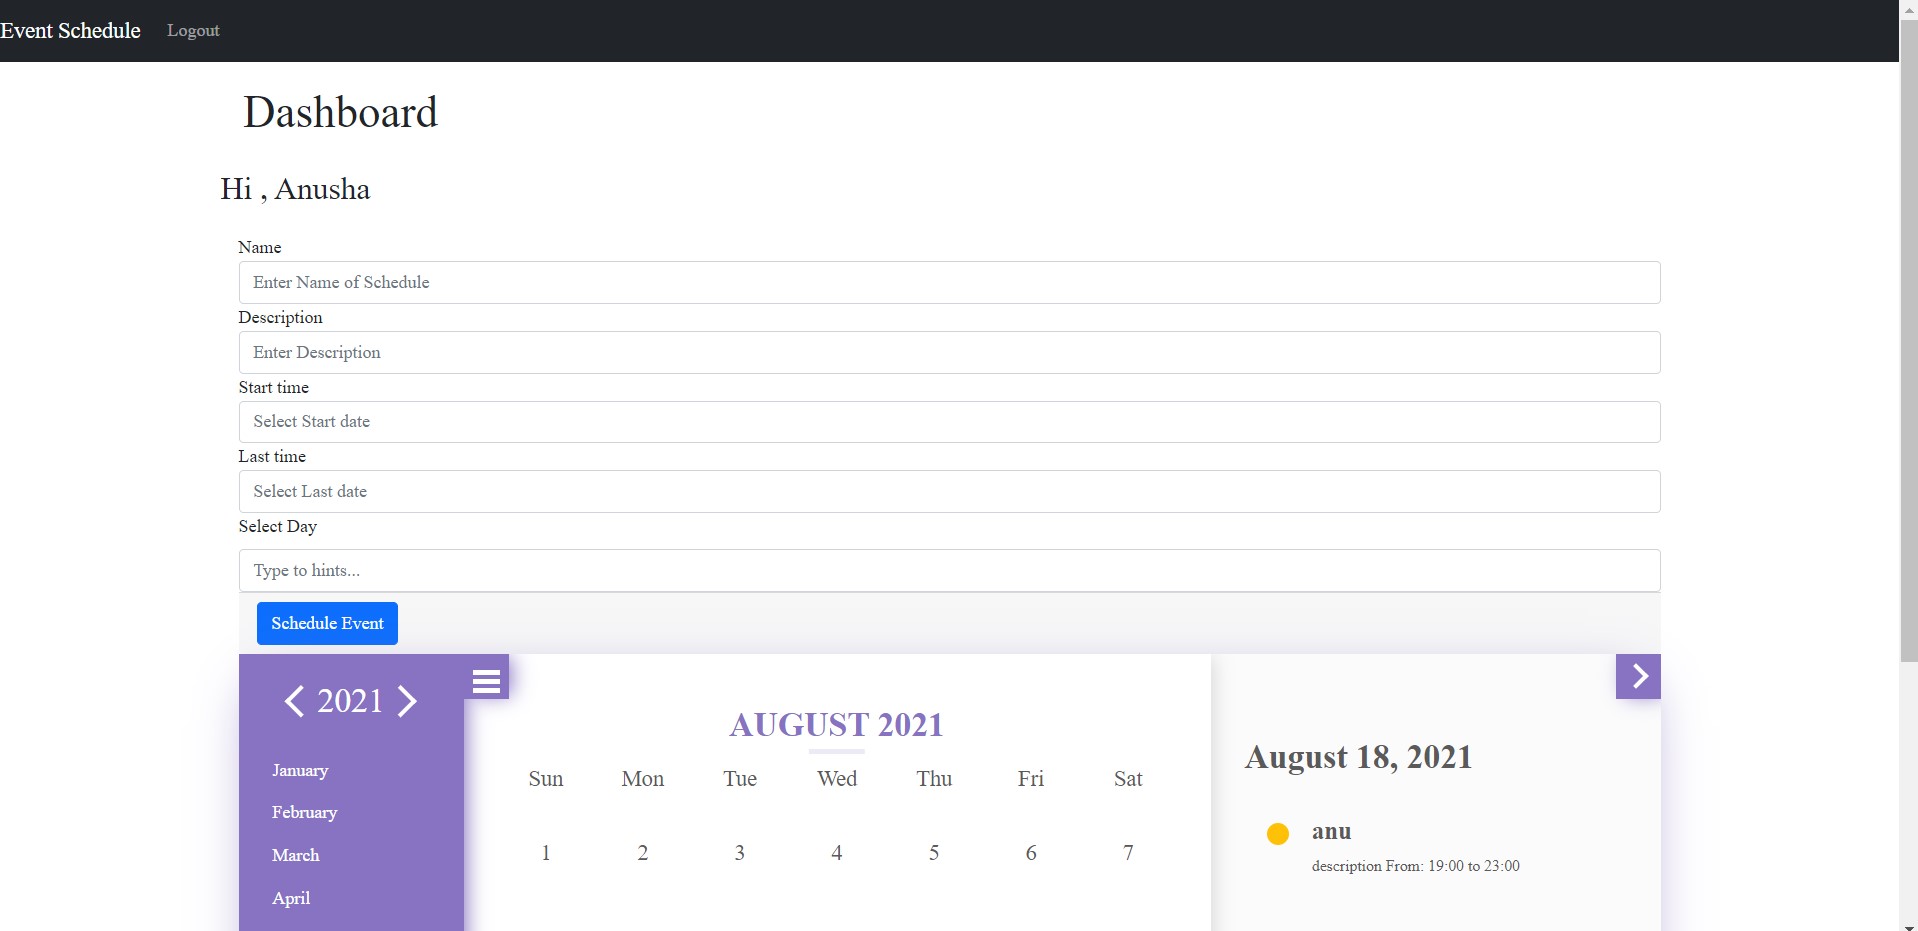 Event Schedule Logout
Dashboard
Hi , Anusha
Name
Enter Name of Schedule
Description
Enter Description
Start time
Select Start date
Last time
Select Last date
Select Day
Type to hints...
Schedule Event
2021
January
February
March
April
AUGUST 2021
Sun Mon Tue Wed Thu Fri Sat
1 2 3 4 5 6 7
August 18, 2021
anu
description From: 19:00 to 23:00